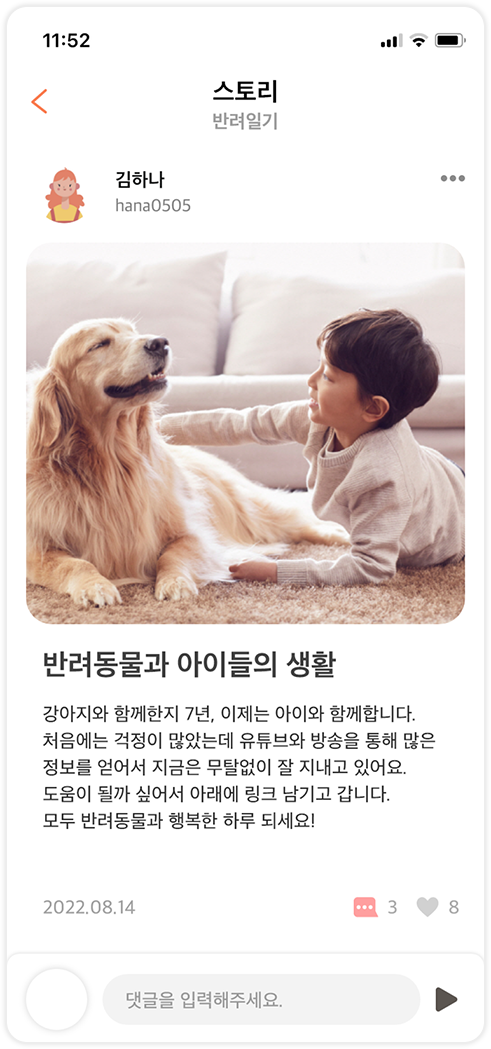 11:52
스토리
반려일기
김하나
hana0505
반려동물과 아이들의 생활
강아지와 함께한지 7년, 이제는 아이와 함께합니다.
처음에는 걱정이 많았는데 유튜브와 방송을 통해 많은
정보를 얻어서 지금은 무탈없이 잘 지내고 있어요.
도움이 될까 싶어서 아래에 링크 남기고 갑니다.
모두 반려동물과 행복한 하루 되세요!
2022.08.14 3 8
댓글을 입력해주세요.